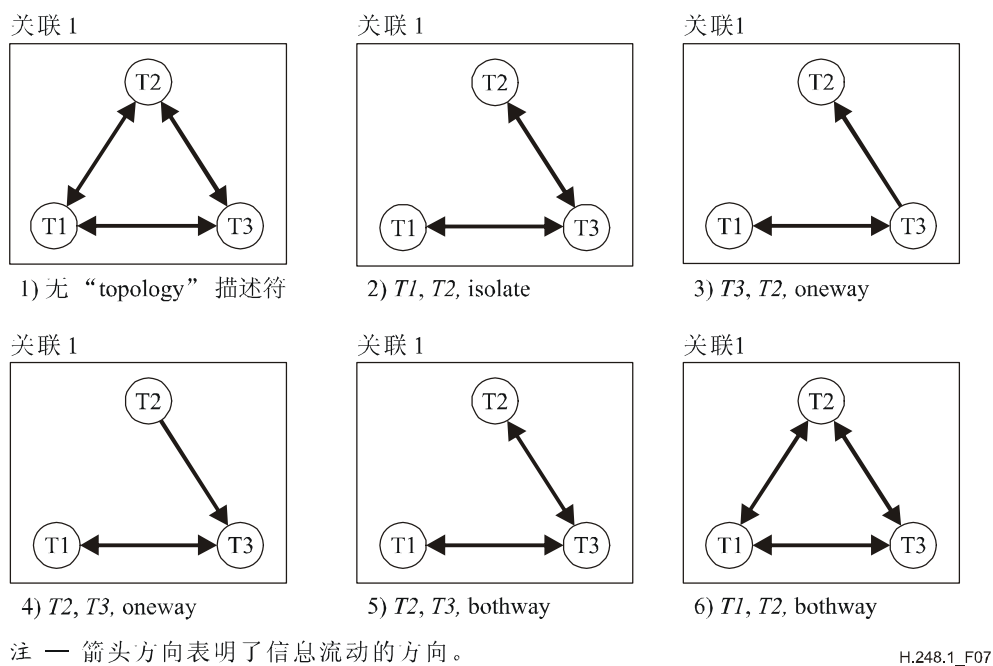 关联 1
T2
T1
T3
1) 无 “topology” 描述符
关联 1
T2
T1
T3
2) T1, T2, isolate
关联1
T2
T1
T3
3) T3, T2, oneway
关联 1
T2
T1
T3
4) T2, T3, oneway
关联 1
T2
T1
T3
5) T2, T3, bothway
关联1
T2
T1
T3
6) T1, T2, bothway
注 — 箭头方向表明了信息流动的方向。
H.248.1_F07